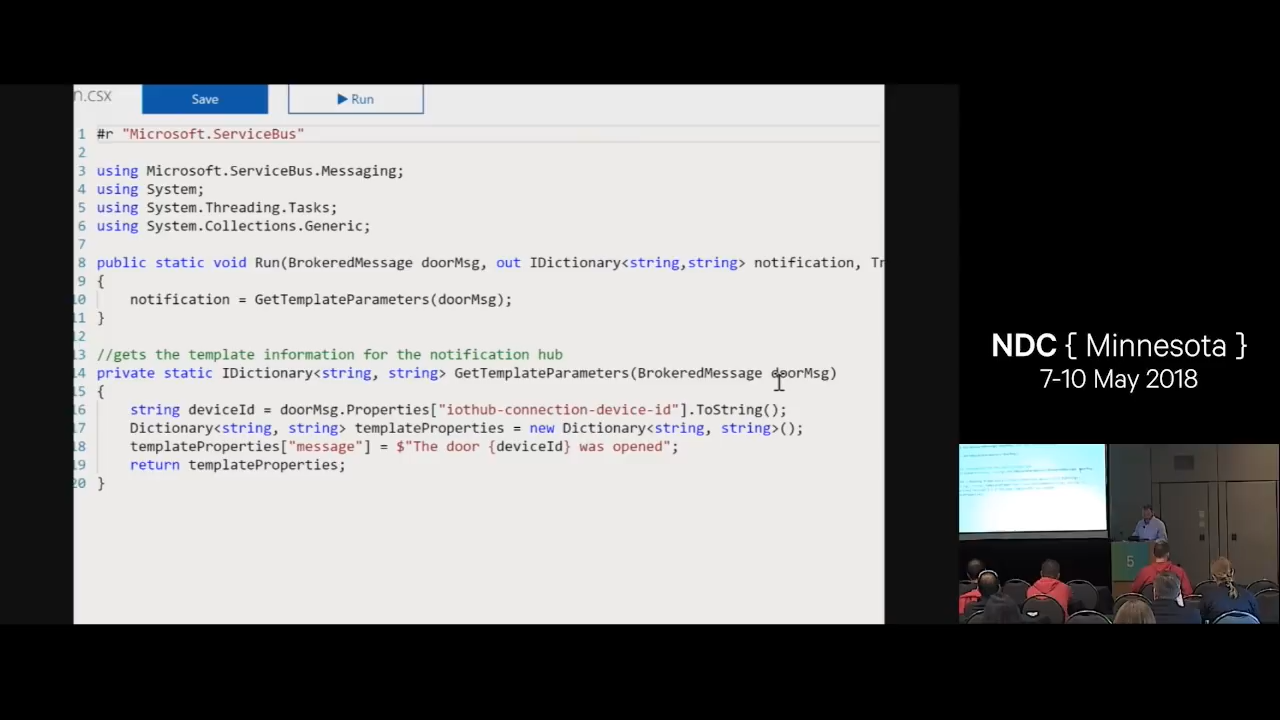 n.csx Save Run
1 #r "Microsoft.ServiceBus"
2
3 using Microsoft.ServiceBus.Messaging;
4 using System;
5 using System.Threading.Tasks;
6 using System.Collections.Generic;
7
8 public static void Run(BrokeredMessage doorMsg, out IDictionary<string,string> notification, Tr
9 {
10 notification = GetTemplateParameters(doorMsg);
11 }
12
13 //gets the template information for the notification hub
14 private static IDictionary<string, string> GetTemplateParameters(BrokeredMessage doorMsg)
15 {
16 string deviceId = doorMsg.Properties["iothub-connection-device-id"].ToString();
17 Dictionary<string, string> templateProperties = new Dictionary<string, string>();
18 templateProperties["message"] = $"The door {deviceId} was opened";
19 return templateProperties;
20 }
NDC { Minnesota }
7-10 May 2018
5